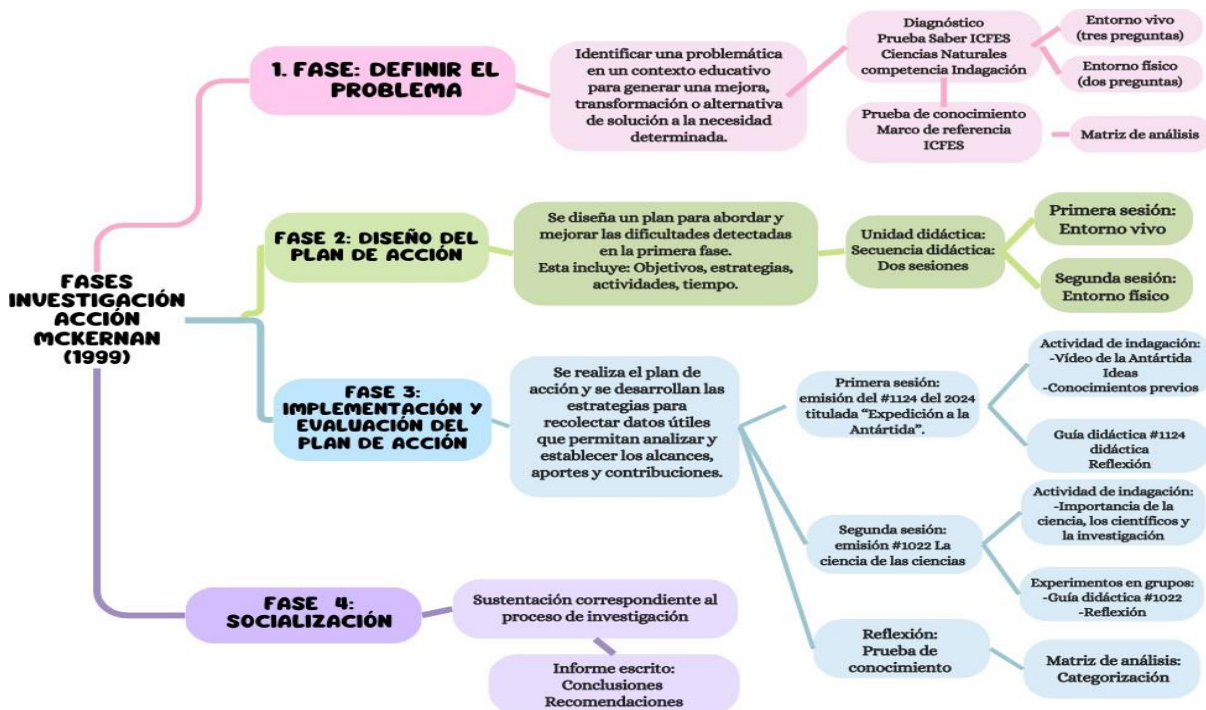 FASES
INVESTIGACIÓN
ACCIÓN
MCKERNAN
(1999)
1. FASE: DEFINIR EL
PROBLEMA
Identificar una problemática
en un contexto educativo
para generar una mejora,
transformación o alternativa
de solución a la necesidad
determinada.
Diagnóstico
Prueba Saber ICFES
Ciencias Naturales
competencia Indagación
Entorno vivo
(tres preguntas)
Entorno físico
(dos preguntas)
Prueba de conocimiento
Marco de referencia
ICFES
Matriz de análisis
FASE 2: DISEÑO DEL
PLAN DE ACCIÓN
Se diseña un plan para abordar y
mejorar las dificultades detectadas
en la primera fase.
Esta incluye: Objetivos, estrategias,
actividades, tiempo.
Unidad didáctica:
Secuencia didáctica:
Dos sesiones
Primera sesión:
Entorno vivo
Segunda sesión:
Entorno físico
FASE 3:
IMPLEMENTACIÓN Y
EVALUACIÓN DEL
PLAN DE ACCIÓN
Se realiza el plan de
acción y se desarrollan las
estrategias para
recolectar datos útiles
que permitan analizar y
establecer los alcances,
aportes y contribuciones.
Primera sesión:
emisión del #1124 del 2024
titulada “Expedición a la
Antártida”.
Actividad de indagación:
-Vídeo de la Antártida
Ideas
-Conocimientos previos
Guía didáctica #1124
didáctica
Reflexión
Segunda sesión:
emisión #1022 La
ciencia de las ciencias
Actividad de indagación:
-Importancia de la
ciencia, los científicos y
la investigación
Experimentos en grupos:
-Guía didáctica #1022
-Reflexión
Reflexión:
Prueba de
conocimiento
Matriz de análisis:
Categorización
FASE 4:
SOCIALIZACIÓN
Sustentación correspondiente al
proceso de investigación
Informe escrito:
Conclusiones
Recomendaciones